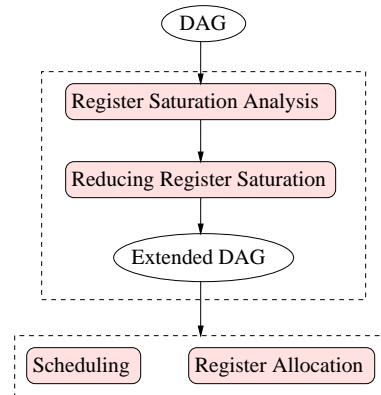 DAG
Register Saturation Analysis
Reducing Register Saturation
Extended DAG
Scheduling
Register Allocation